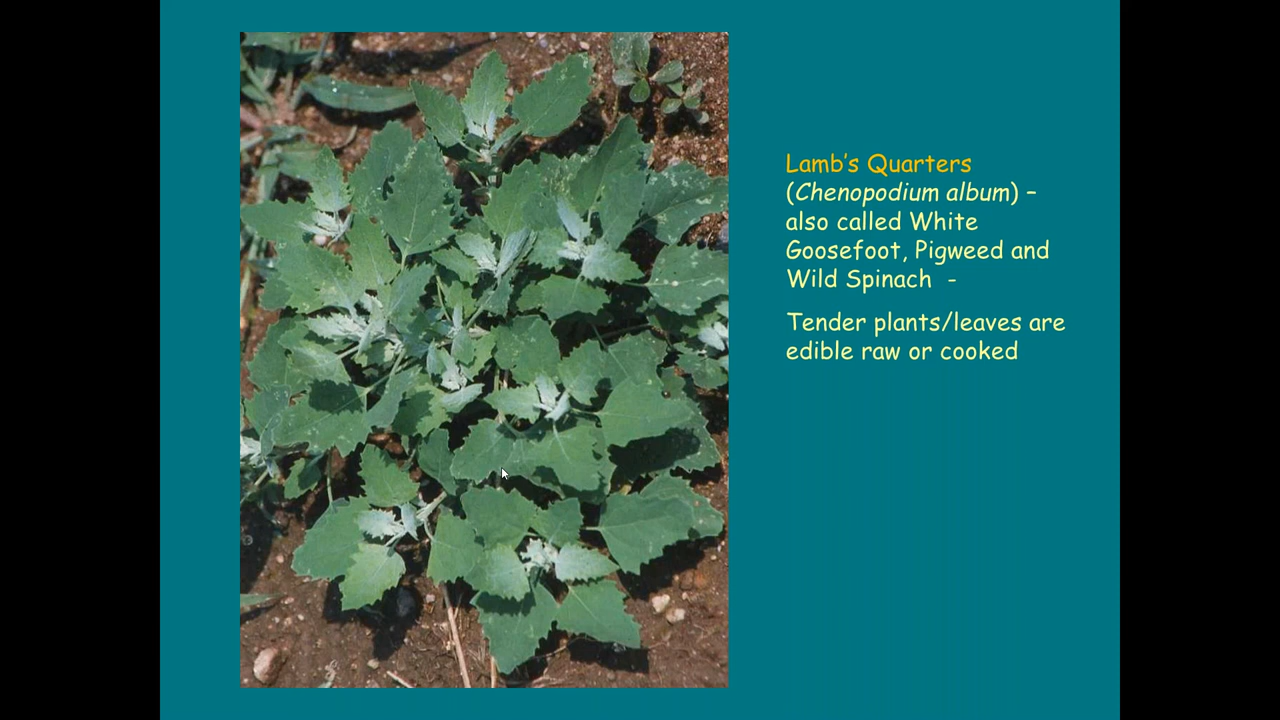 Lamb's Quarters
(Chenopodium album) –
also called White
Goosefoot, Pigweed and
Wild Spinach -
Tender plants/leaves are
edible raw or cooked